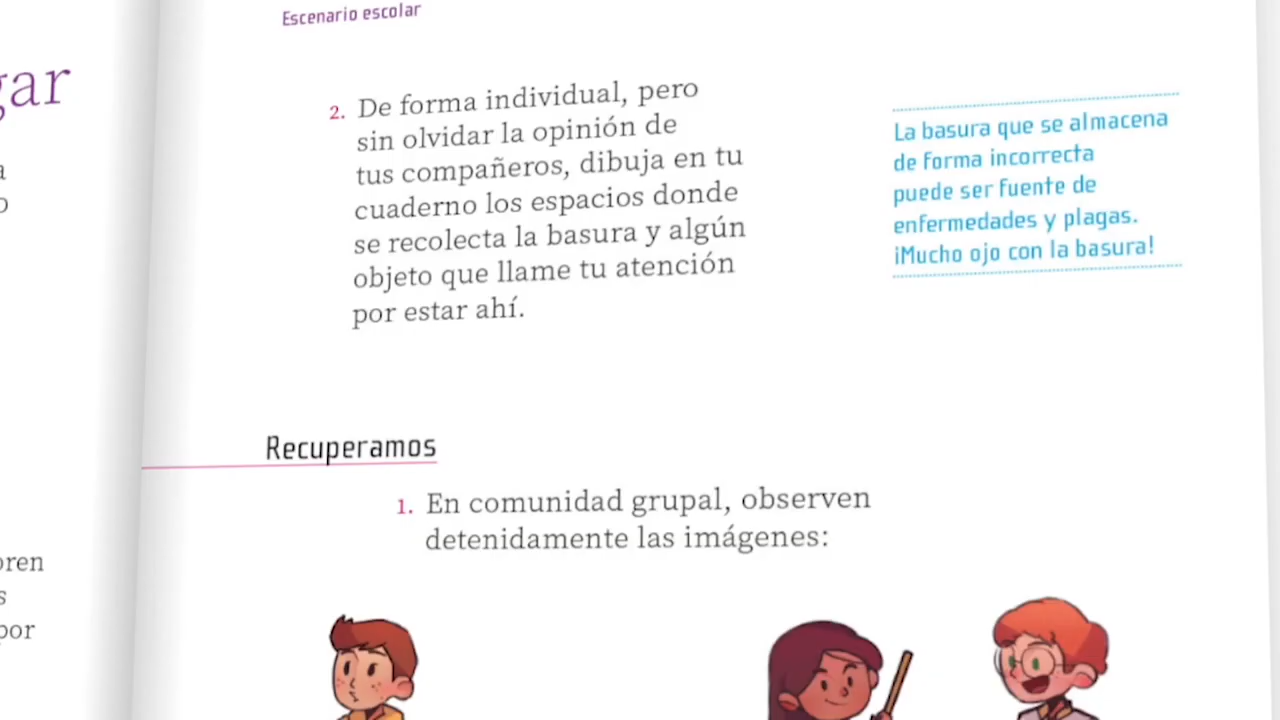 Escenario escolar
2. De forma individual, pero
sin olvidar la opinión de
tus compañeros, dibuja en tu
cuaderno los espacios donde
se recolecta la basura y algún
objeto que llame tu atención
por estar ahí.
La basura que se almacena
de forma incorrecta
puede ser fuente de
enfermedades y plagas.
¡Mucho ojo con la basura!
Recuperamos
1. En comunidad grupal, observen
detenidamente las imágenes: